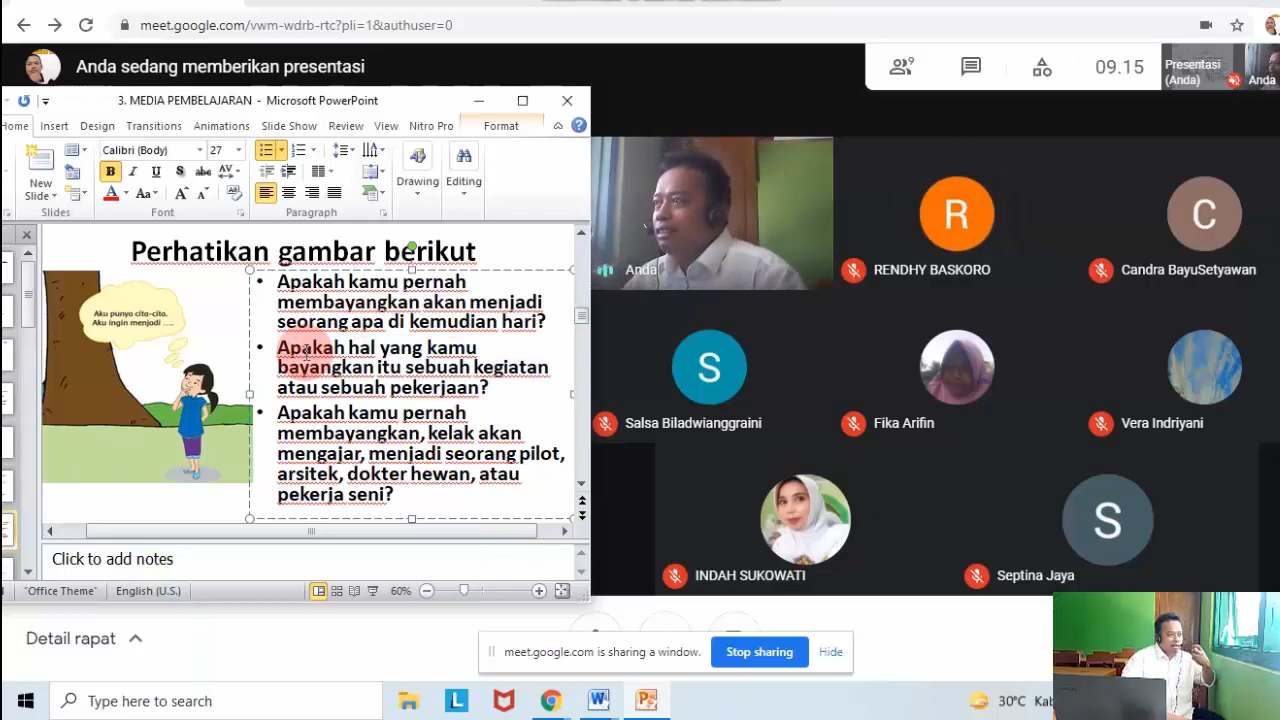 meet.google.com/vwm-wdrb-rtc?pli=1&authuser=0
Anda sedang memberikan presentasi
9
09.15
Presentasi
(Anda)
Anda
3. MEDIA PEMBELAJARAN - Microsoft PowerPoint
Home Insert Design Transitions Animations Slide Show Review View Nitro Pro Format
Calibri (Body) 27
New
Slide
Drawing
Editing
Slides Font Paragraph
Perhatikan gambar berikut
Aku punya cita-cita.
Aku ingin menjadi ....
• Apakah kamu pernah
membayangkan akan menjadi
seorang apa di kemudian hari?
• Apakah hal yang kamu
bayangkan itu sebuah kegiatan
atau sebuah pekerjaan?
• Apakah kamu pernah
membayangkan, kelak akan
mengajar, menjadi seorang pilot,
arsitek, dokter hewan, atau
pekerja seni?
Click to add notes
"Office Theme" English (U.S.) 60%
Anda
R
RENDHY BASKORO
C
Candra BayuSetyawan
S
Salsa Biladwianggraini
Fika Arifin
Vera Indriyani
INDAH SUKOWATI
S
Septina Jaya
Detail rapat
meet.google.com is sharing a window.
Stop sharing
Hide
Type here to search
30°C